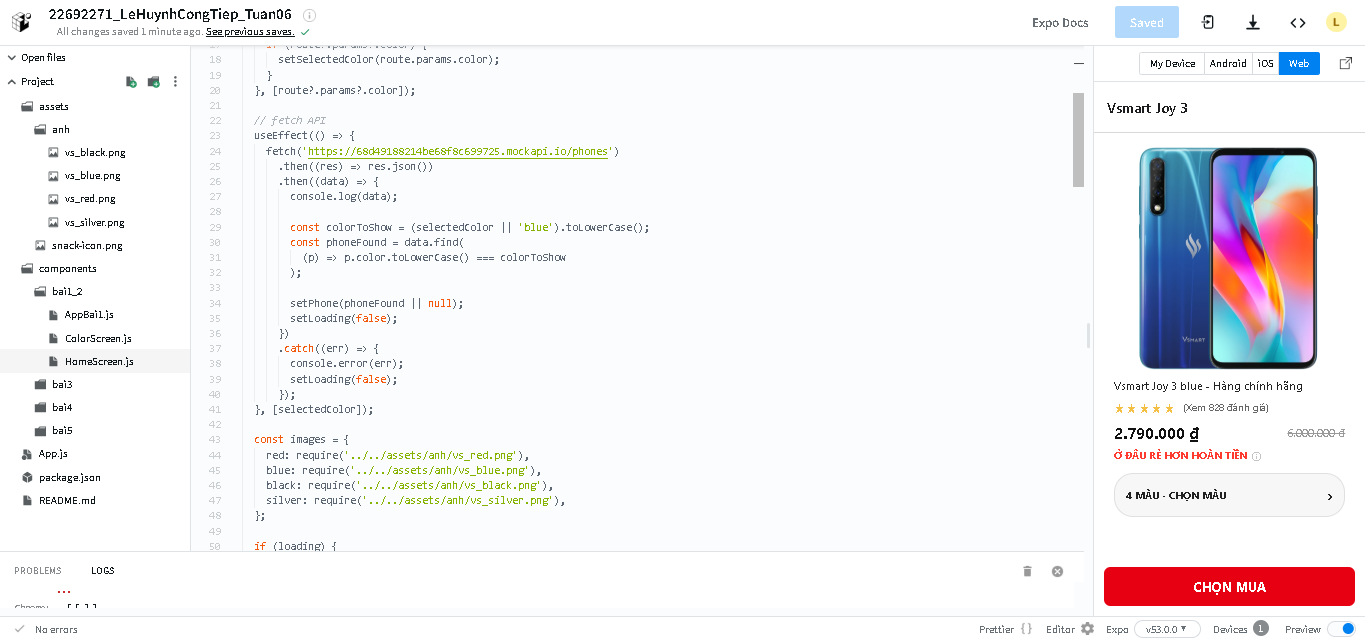 22692271_LeHuynhCongTiep_Tuan06
All changes saved 1 minute ago. See previous saves.
Expo Docs
Saved
L
Open files
Project
assets
anh
vs_black.png
vs_blue.png
vs_red.png
vs_silver.png
snack-icon.png
components
bai1_2
AppBai1.js
ColorScreen.js
HomeScreen.js
bai3
bai4
bai5
App.js
package.json
README.md
17 if (route?.params?.color) {
18 setSelectedColor(route.params.color);
19 }
20 }, [route?.params?.color]);
21
22 // fetch API
23 useEffect(() => {
24 fetch('https://68d49180214be68f8c699725.mockapi.io/phones')
25 .then((res) => res.json())
26 .then((data) => {
27 console.log(data);
28
29 const colorToShow = (selectedColor || 'blue').toLowerCase();
30 const phoneFound = data.find(
31 (p) => p.color.toLowerCase() === colorToShow
32 );
33
34 setPhone(phoneFound || null);
35 setLoading(false);
36 })
37 .catch((err) => {
38 console.error(err);
39 setLoading(false);
40 });
41 }, [selectedColor]);
42
43 const images = {
44 red: require('../../assets/anh/vs_red.png'),
45 blue: require('../../assets/anh/vs_blue.png'),
46 black: require('../../assets/anh/vs_black.png'),
47 silver: require('../../assets/anh/vs_silver.png'),
48 };
49
50 if (loading) {
My Device Android iOS Web
Vsmart Joy 3
VSMART
Vsmart Joy 3 blue - Hàng chính hãng
(Xem 828 đánh giá)
2.790.000 ₫ 6.000.000 đ
Ở ĐÂU RẺ HƠN HOÀN TIỀN
4 MÀU - CHỌN MÀU
CHỌN MUA
PROBLEMS LOGS
No errors
Prettier {} Editor Expo v53.0.0 Devices 1 Preview